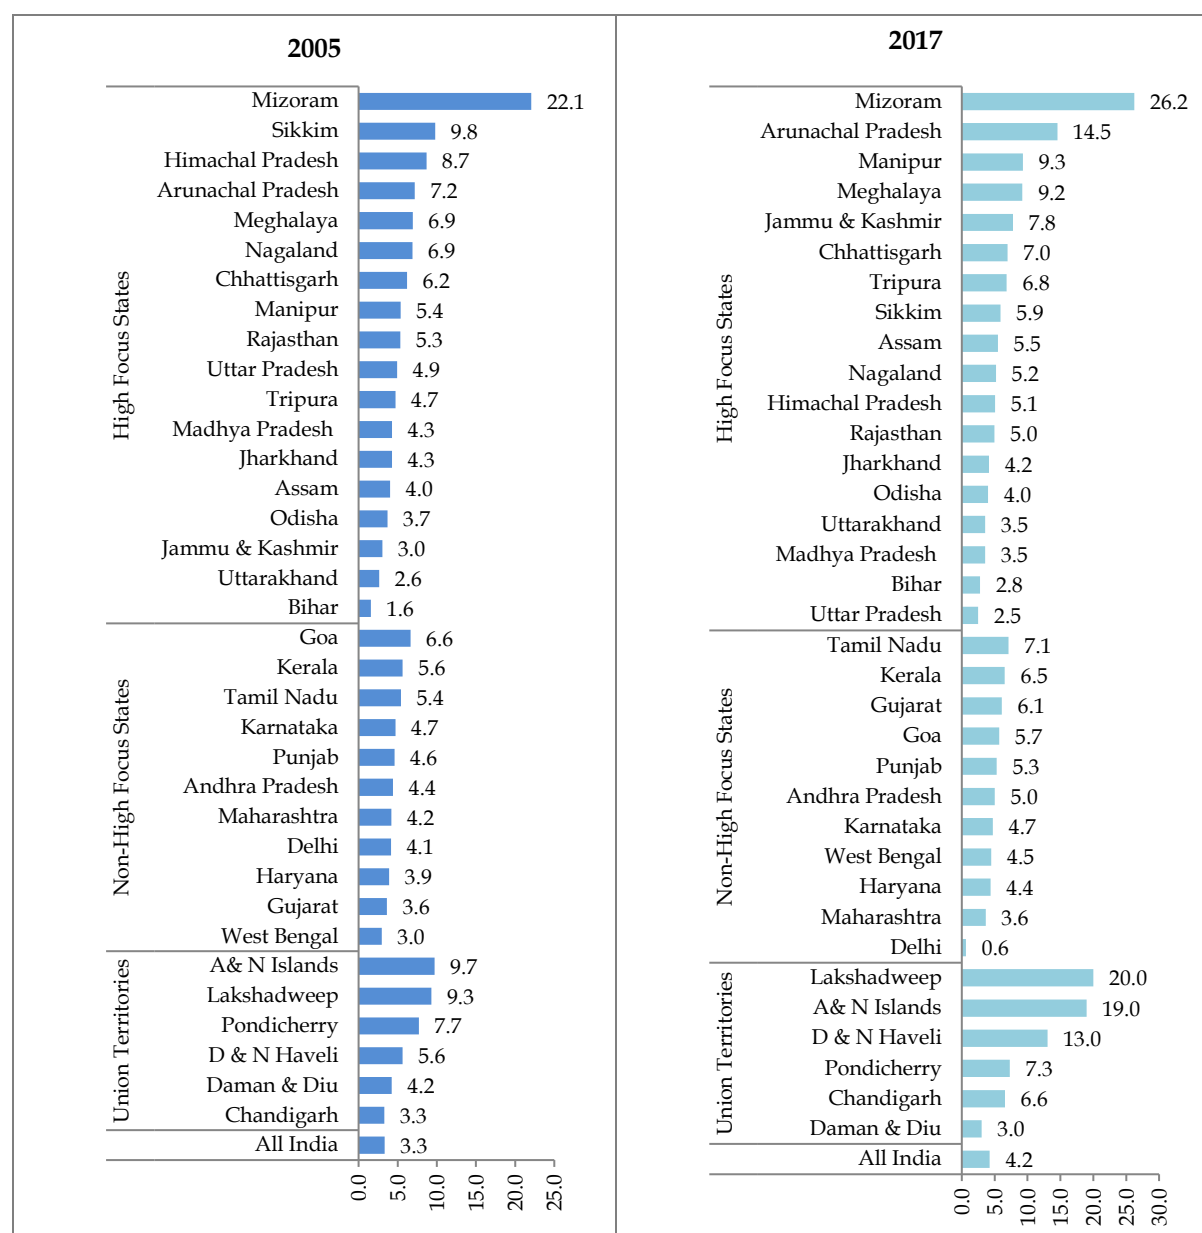 2005
High Focus States
Mizoram 22.1
Sikkim 9.8
Himachal Pradesh 8.7
Arunachal Pradesh 7.2
Meghalaya 6.9
Nagaland 6.9
Chhattisgarh 6.2
Manipur 5.4
Rajasthan 5.3
Uttar Pradesh 4.9
Tripura 4.7
Madhya Pradesh 4.3
Jharkhand 4.3
Assam 4.0
Odisha 3.7
Jammu & Kashmir 3.0
Uttarakhand 2.6
Bihar 1.6
Non-High Focus States
Goa 6.6
Kerala 5.6
Tamil Nadu 5.4
Karnataka 4.7
Punjab 4.6
Andhra Pradesh 4.4
Maharashtra 4.2
Delhi 4.1
Haryana 3.9
Gujarat 3.6
West Bengal 3.0
Union Territories
A& N Islands 9.7
Lakshadweep 9.3
Pondicherry 7.7
D & N Haveli 5.6
Daman & Diu 4.2
Chandigarh 3.3
All India 3.3
0.0 5.0 10.0 15.0 20.0 25.0
2017
High Focus States
Mizoram 26.2
Arunachal Pradesh 14.5
Manipur 9.3
Meghalaya 9.2
Jammu & Kashmir 7.8
Chhattisgarh 7.0
Tripura 6.8
Sikkim 5.9
Assam 5.5
Nagaland 5.2
Himachal Pradesh 5.1
Rajasthan 5.0
Jharkhand 4.2
Odisha 4.0
Uttarakhand 3.5
Madhya Pradesh 3.5
Bihar 2.8
Uttar Pradesh 2.5
Non-High Focus States
Tamil Nadu 7.1
Kerala 6.5
Gujarat 6.1
Goa 5.7
Punjab 5.3
Andhra Pradesh 5.0
Karnataka 4.7
West Bengal 4.5
Haryana 4.4
Maharashtra 3.6
Delhi 0.6
Union Territories
Lakshadweep 20.0
A& N Islands 19.0
D & N Haveli 13.0
Pondicherry 7.3
Chandigarh 6.6
Daman & Diu 3.0
All India 4.2
0.0 5.0 10.0 15.0 20.0 25.0 30.0